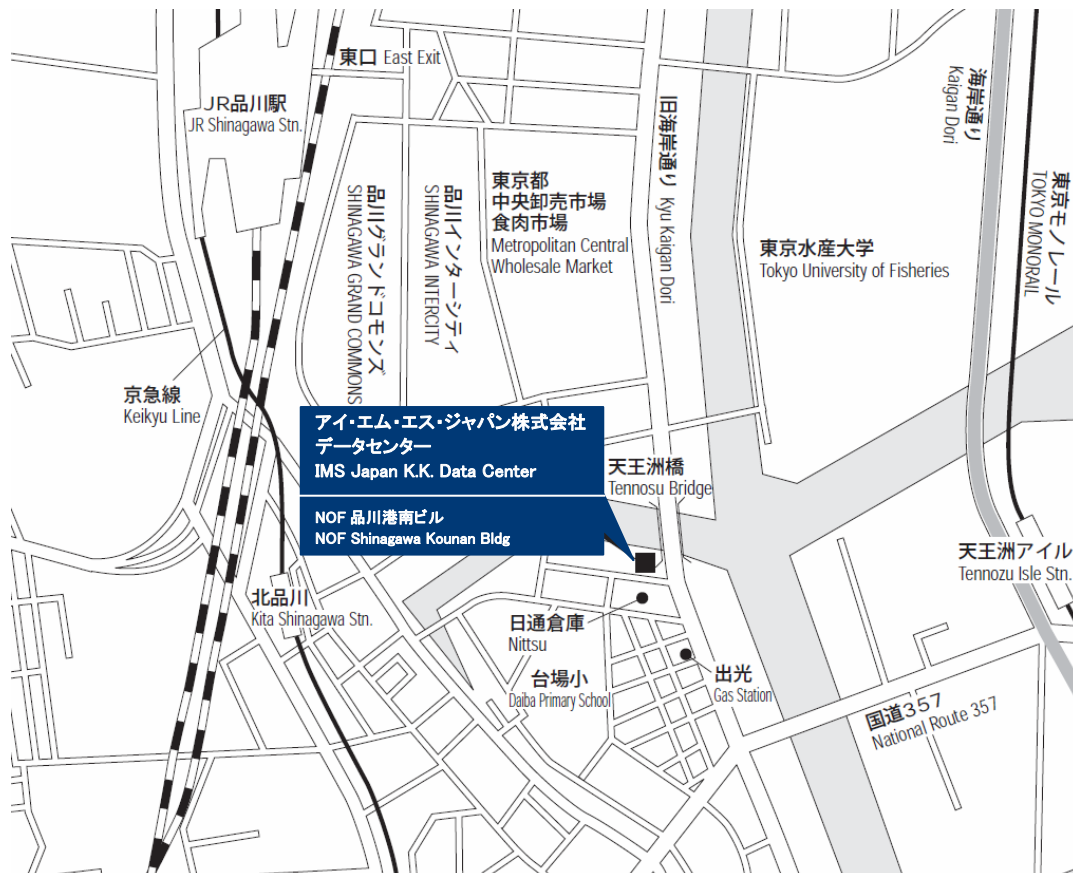 東口 East Exit
JR品川駅
JR Shinagawa Stn.
品川グランドコモンズ
SHINAGAWA GRAND COMMONS
品川インターシティ
SHINAGAWA INTERCITY
東京都
中央卸売市場
食肉市場
Metropolitan Central
Wholesale Market
旧海岸通り Kyu Kaigan Dori
東京水産大学
Tokyo University of Fisheries
海岸通り
Kaigan Dori
東京モノレール
TOKYO MONORAIL
京急線
Keikyu Line
アイ・エム・エス・ジャパン株式会社
データセンター
IMS Japan K.K. Data Center
NOF 品川港南ビル
NOF Shinagawa Kounan Bldg
天王洲橋
Tennosu Bridge
天王洲アイル
Tennozu Isle Stn.
北品川
Kita Shinagawa Stn.
日通倉庫
Nittsu
台場小
Daiba Primary School
出光
Gas Station
国道357
National Route 357